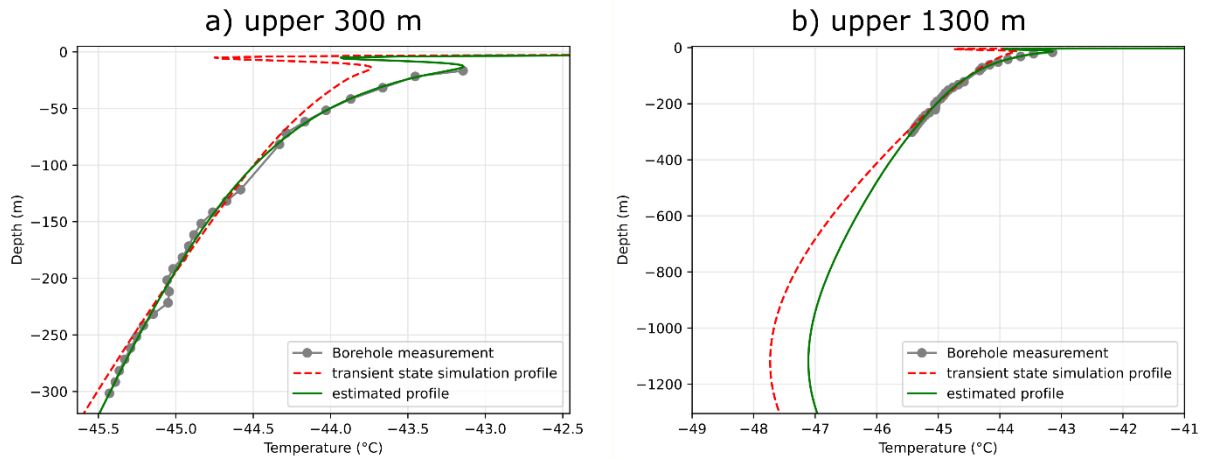 a) upper 300 m
0
−50
−100
−150
−200
−250
−300
Depth (m)
−45.5
−45.0
−44.5
−44.0
−43.5
−43.0
−42.5
Temperature (°C)
Borehole measurement
transient state simulation profile
estimated profile
b) upper 1300 m
0
−200
−400
−600
−800
−1000
−1200
Depth (m)
−49
−48
−47
−46
−45
−44
−43
−42
−41
Temperature (°C)
Borehole measurement
transient state simulation profile
estimated profile